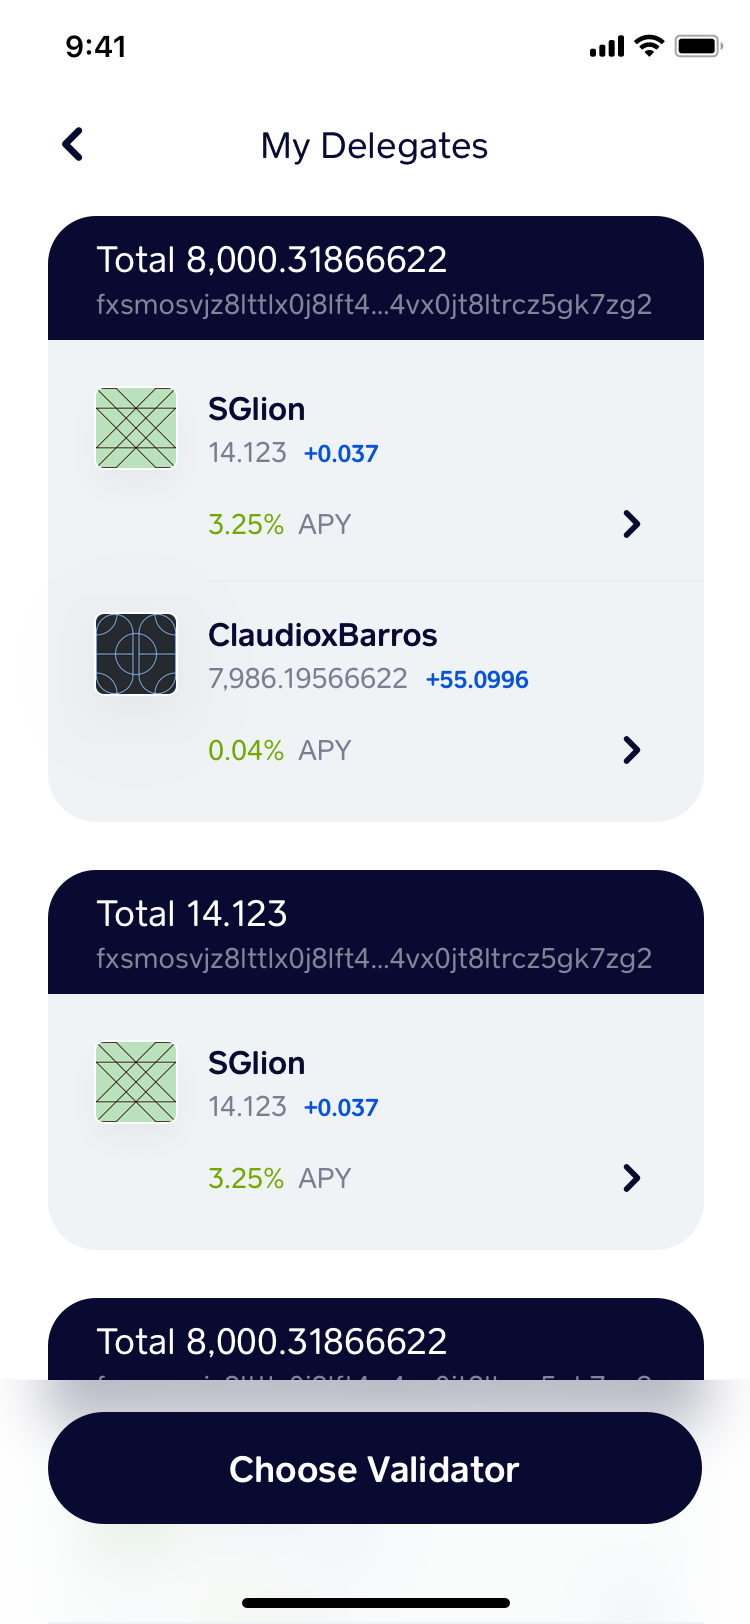 9:41
My Delegates
Total 8,000.31866622
fxsmosvjz8lttlx0j8lft4...4vx0jt8ltrcz5gk7zg2
SGlion
14.123 +0.037
3.25% APY
ClaudioxBarros
7,986.19566622 +55.0996
0.04% APY
Total 14.123
fxsmosvjz8lttlx0j8lft4...4vx0jt8ltrcz5gk7zg2
SGlion
14.123 +0.037
3.25% APY
Total 8,000.31866622
Choose Validator